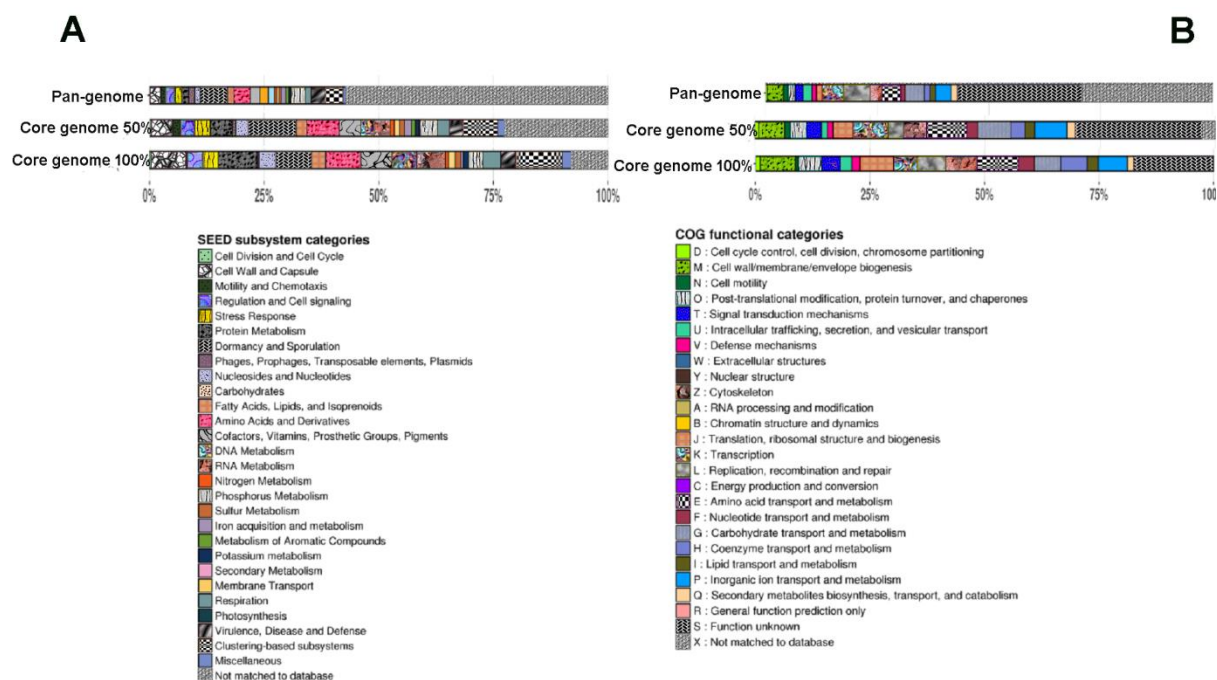 A
B
Pan-genome
Core genome 50%
Core genome 100%
0%
25%
50%
75%
100%
SEED subsystem categories
Cell Division and Cell Cycle
Cell Wall and Capsule
Motility and Chemotaxis
Regulation and Cell signaling
Stress Response
Protein Metabolism
Dormancy and Sporulation
Phages, Prophages, Transposable elements, Plasmids
Nucleosides and Nucleotides
Carbohydrates
Fatty Acids, Lipids, and Isoprenoids
Amino Acids and Derivatives
Cofactors, Vitamins, Prosthetic Groups, Pigments
DNA Metabolism
RNA Metabolism
Nitrogen Metabolism
Phosphorus Metabolism
Sulfur Metabolism
Iron acquisition and metabolism
Metabolism of Aromatic Compounds
Potassium metabolism
Secondary Metabolism
Membrane Transport
Respiration
Photosynthesis
Virulence, Disease and Defense
Clustering-based subsystems
Miscellaneous
Not matched to database
Pan-genome
Core genome 50%
Core genome 100%
0%
25%
50%
75%
100
COG functional categories
D : Cell cycle control, cell division, chromosome partitioning
M : Cell wall/membrane/envelope biogenesis
N : Cell motility
O : Post-translational modification, protein turnover, and chaperones
T : Signal transduction mechanisms
U : Intracellular trafficking, secretion, and vesicular transport
V : Defense mechanisms
W : Extracellular structures
Y : Nuclear structure
Z : Cytoskeleton
A : RNA processing and modification
B : Chromatin structure and dynamics
J : Translation, ribosomal structure and biogenesis
K : Transcription
L : Replication, recombination and repair
C : Energy production and conversion
E : Amino acid transport and metabolism
F : Nucleotide transport and metabolism
G : Carbohydrate transport and metabolism
H : Coenzyme transport and metabolism
I : Lipid transport and metabolism
P : Inorganic ion transport and metabolism
Q : Secondary metabolites biosynthesis, transport, and catabolism
R : General function prediction only
S : Function unknown
X : Not matched to database